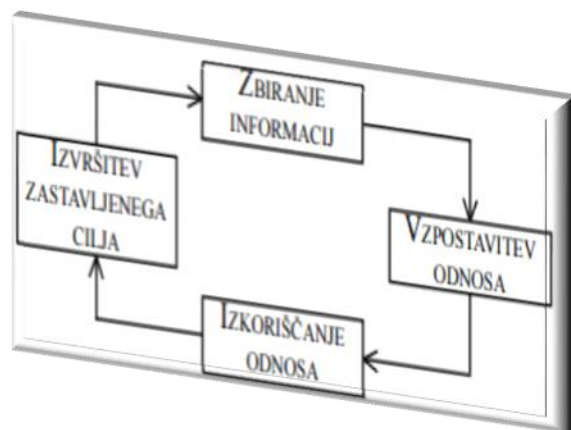 ZBIRANJE
INFORMACIJ
VZPOSTAVITEV
ODNOSA
IZKORIŠČANJE
ODNOSA
IZVRŠITEV
ZASTAVLJENEGA
CILJA